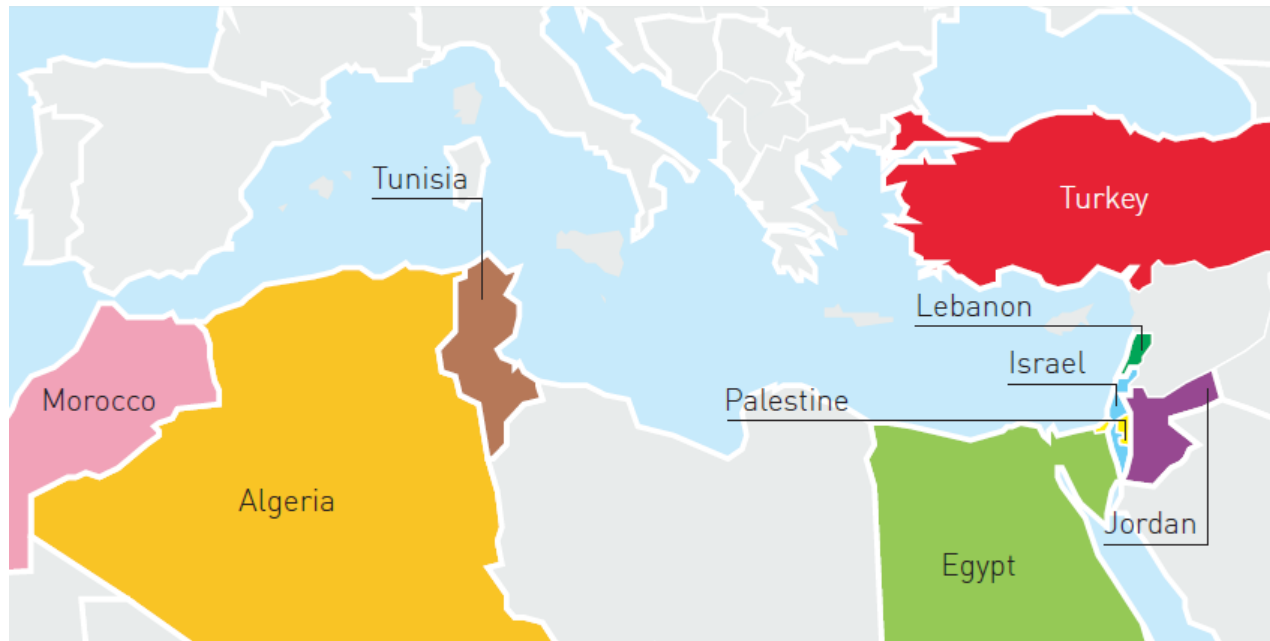 Tunisia
Turkey
Lebanon
Israel
Morocco
Palestine
Algeria
Jordan
Egypt